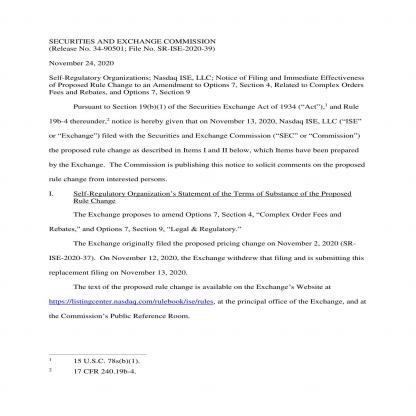 SECURITIES AND EXCHANGE COMMISSION
(Release No. 34-90501; File No. SR-ISE-2020-39)
November 24, 2020
Self-Regulatory Organizations; Nasdaq ISE, LLC; Notice of Filing and Immediate Effectiveness
of Proposed Rule Change to an Amendment to Options 7, Section 4, Related to Complex Orders
Fees and Rebates, and Options 7, Section 9
Pursuant to Section 19(b)(1) of the Securities Exchange Act of 1934 (“Act”),1 and Rule
19b-4 thereunder,2 notice is hereby given that on November 13, 2020, Nasdaq ISE, LLC (“ISE”
or “Exchange”) filed with the Securities and Exchange Commission (“SEC” or “Commission”)
the proposed rule change as described in Items I and II below, which Items have been prepared
by the Exchange. The Commission is publishing this notice to solicit comments on the proposed
rule change from interested persons.
I. Self-Regulatory Organization’s Statement of the Terms of Substance of the Proposed
Rule Change
The Exchange proposes to amend Options 7, Section 4, “Complex Order Fees and
Rebates,” and Options 7, Section 9, “Legal & Regulatory.”
The Exchange originally filed the proposed pricing change on November 2, 2020 (SR-
ISE-2020-37). On November 12, 2020, the Exchange withdrew that filing and is submitting this
replacement filing on November 13, 2020.
The text of the proposed rule change is available on the Exchange’s Website at
https://listingcenter.nasdaq.com/rulebook/ise/rules, at the principal office of the Exchange, and at
the Commission’s Public Reference Room.
1 15 U.S.C. 78s(b)(1).
2 17 CFR 240.19b-4.